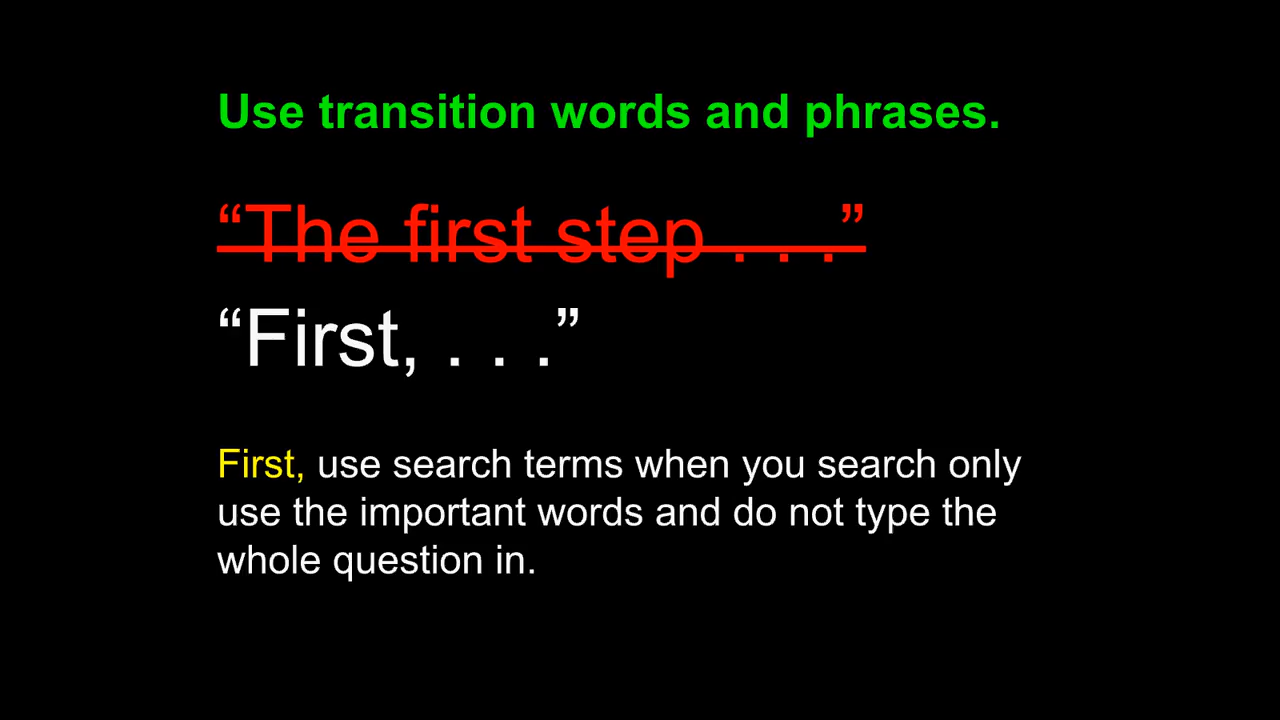 Use transition words and phrases.
“The first step . . .”
“First, . . .”
First, use search terms when you search only
use the important words and do not type the
whole question in.